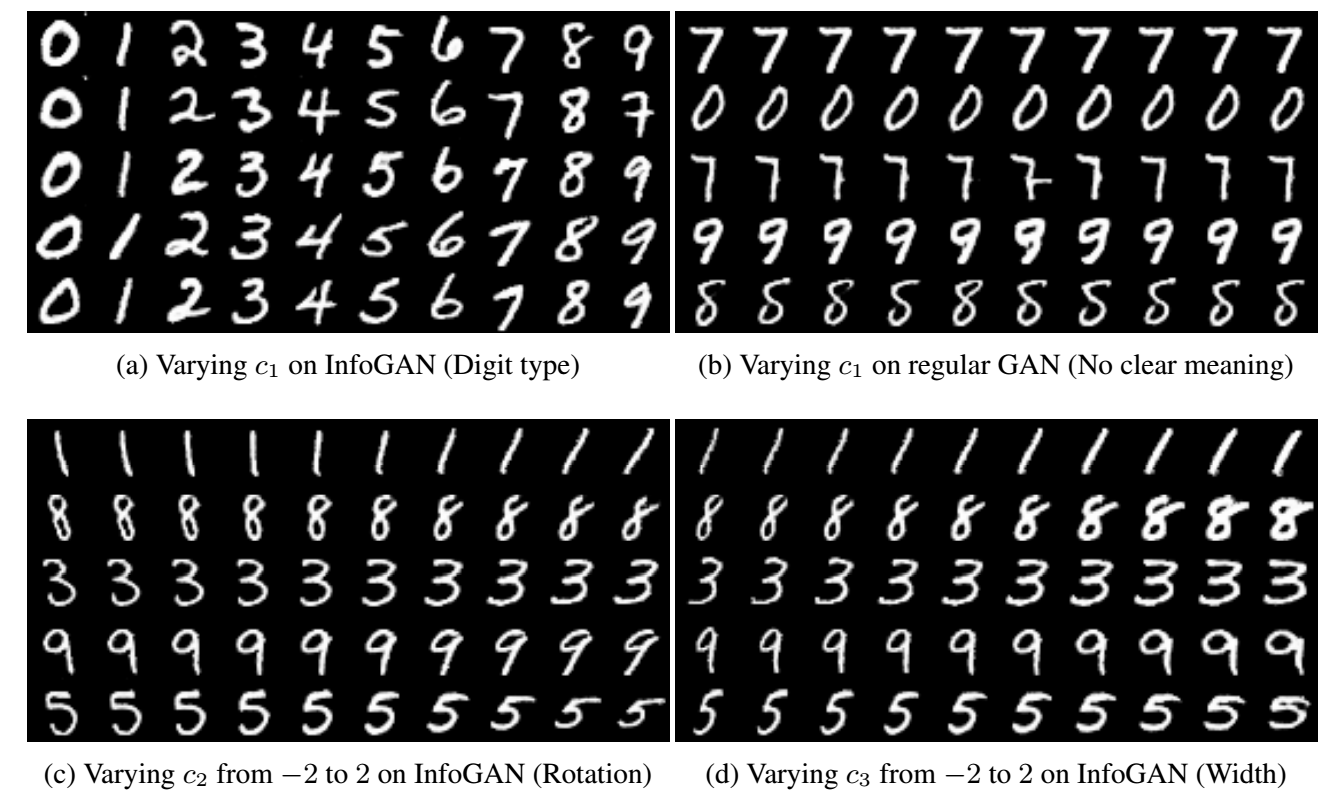 0 1 2 3 4 5 6 7 8 9
0 1 2 3 4 5 6 7 8 7
0 1 2 3 4 5 6 7 8 9
0 1 2 3 4 5 6 7 8 9
0 1 2 3 4 5 6 7 8 9
7 7 7 7 7 7 7 7 7 7
0 0 0 0 0 0 0 0 0 0
7 7 7 7 7 7 7 7 7 7
9 9 9 9 9 9 9 9 9
8 8 5 8
(a) Varying c₁ on InfoGAN (Digit type)
(b) Varying c₁ on regular GAN (No clear meaning)
1 1 1 1 1 1 1 1 1 1
8 8 8 8 8 8 8 8 8 8
3 3 3 3 3 3 3 3 3 3
9 9 9 9 9 9 9 9 9 9
5 5 5 5 5 5 5 5 5 5
1 1 1 1 1 1 1 1 1 1
8 8 8 8 8 8 8 8 8 8
3 3 3 3 3 3 3 3 3 3
9 9 9 9 9 9 9 9 9 9
5 5 5 5 5 5 5 5 5 5
(c) Varying c₂ from −2 to 2 on InfoGAN (Rotation)
(d) Varying c₃ from −2 to 2 on InfoGAN (Width)